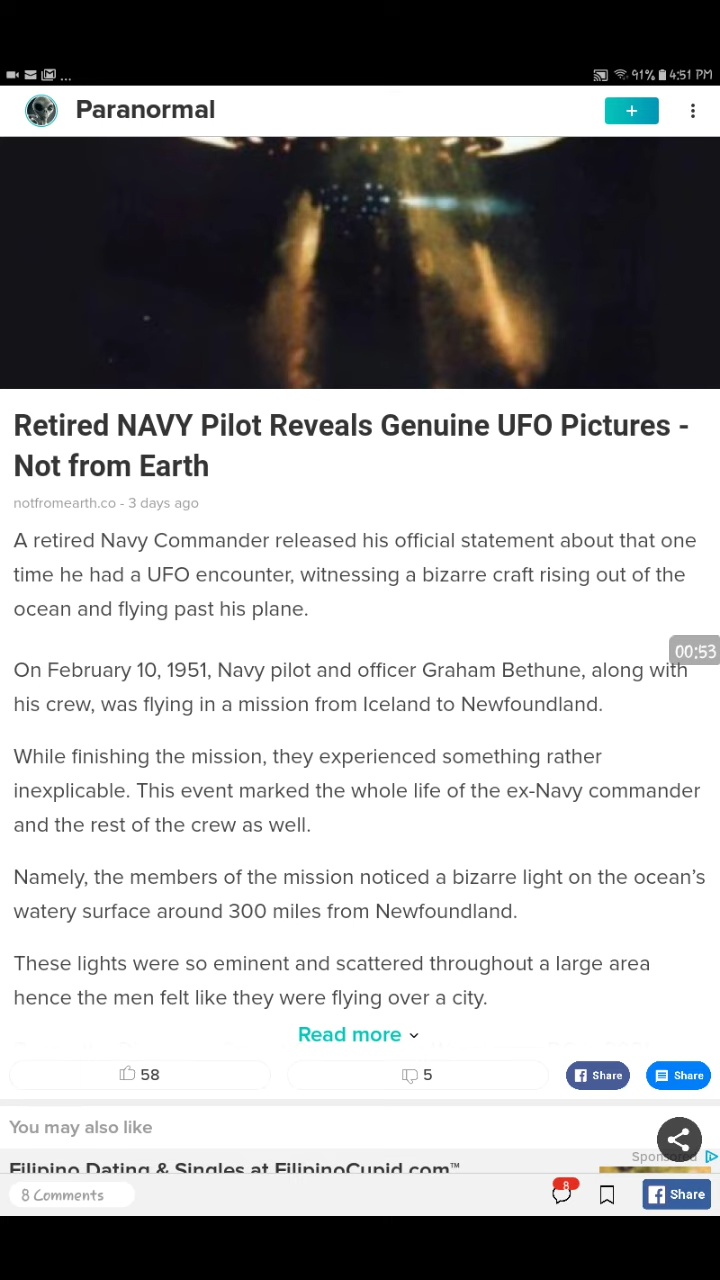 ... 91% 4:51 PM
Paranormal
+
Retired NAVY Pilot Reveals Genuine UFO Pictures -
Not from Earth
notfromearth.co - 3 days ago
A retired Navy Commander released his official statement about that one
time he had a UFO encounter, witnessing a bizarre craft rising out of the
ocean and flying past his plane.
00:53
On February 10, 1951, Navy pilot and officer Graham Bethune, along with
his crew, was flying in a mission from Iceland to Newfoundland.
While finishing the mission, they experienced something rather
inexplicable. This event marked the whole life of the ex-Navy commander
and the rest of the crew as well.
Namely, the members of the mission noticed a bizarre light on the ocean’s
watery surface around 300 miles from Newfoundland.
These lights were so eminent and scattered throughout a large area
hence the men felt like they were flying over a city.
Read more
58 5 Share Share
You may also like
Sponsored
Filipino Dating & Singles at FilipinoCupid.com™
8 Comments 8 Share